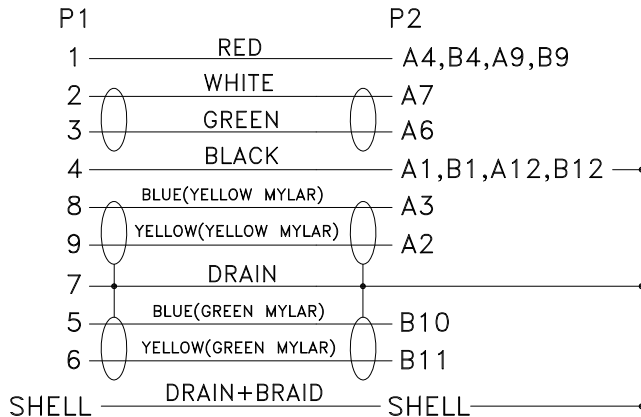 P1 P2
1 RED A4,B4,A9,B9
2 WHITE A7
3 GREEN A6
4 BLACK A1,B1,A12,B12
8 BLUE(YELLOW MYLAR) A3
9 YELLOW(YELLOW MYLAR) A2
7 DRAIN
5 BLUE(GREEN MYLAR) B10
6 YELLOW(GREEN MYLAR) B11
SHELL DRAIN+BRAID SHELL